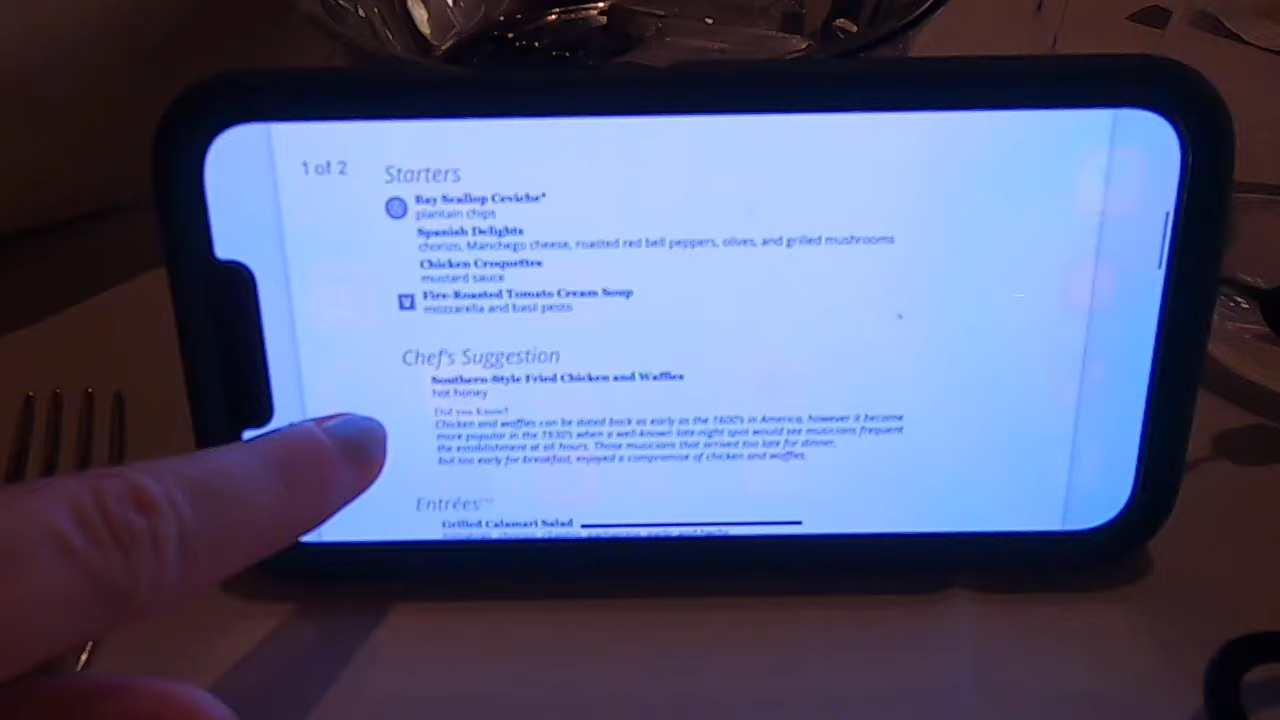 1 of 2
Starters
Bay Scallop Ceviche*
plantain chips
Spanish Delights
chorizo, Manchego cheese, roasted red bell peppers, olives, and grilled mushrooms
Chicken Croquettes
mustard sauce
V
Fire-Roasted Tomato Cream Soup
mozzarella and basil pesto
Chef's Suggestion
Southern-Style Fried Chicken and Waffles
hot honey
Did you Know?
Chicken and waffles can be dated back as early as the 1600's in America, however it became
more popular in the 1930's when a well-known late-night spot would see musicians frequent
the establishment at all hours. Those musicians that arrived too late for dinner,
but too early for breakfast, enjoyed a compromise of chicken and waffles.
Entrées
Grilled Calamari Salad